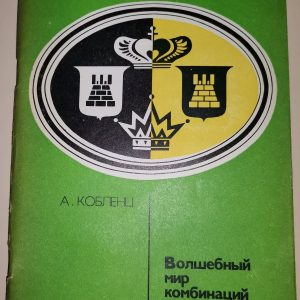 А. КОБЛЕНЦ
Волшебный
мир
комбинаций